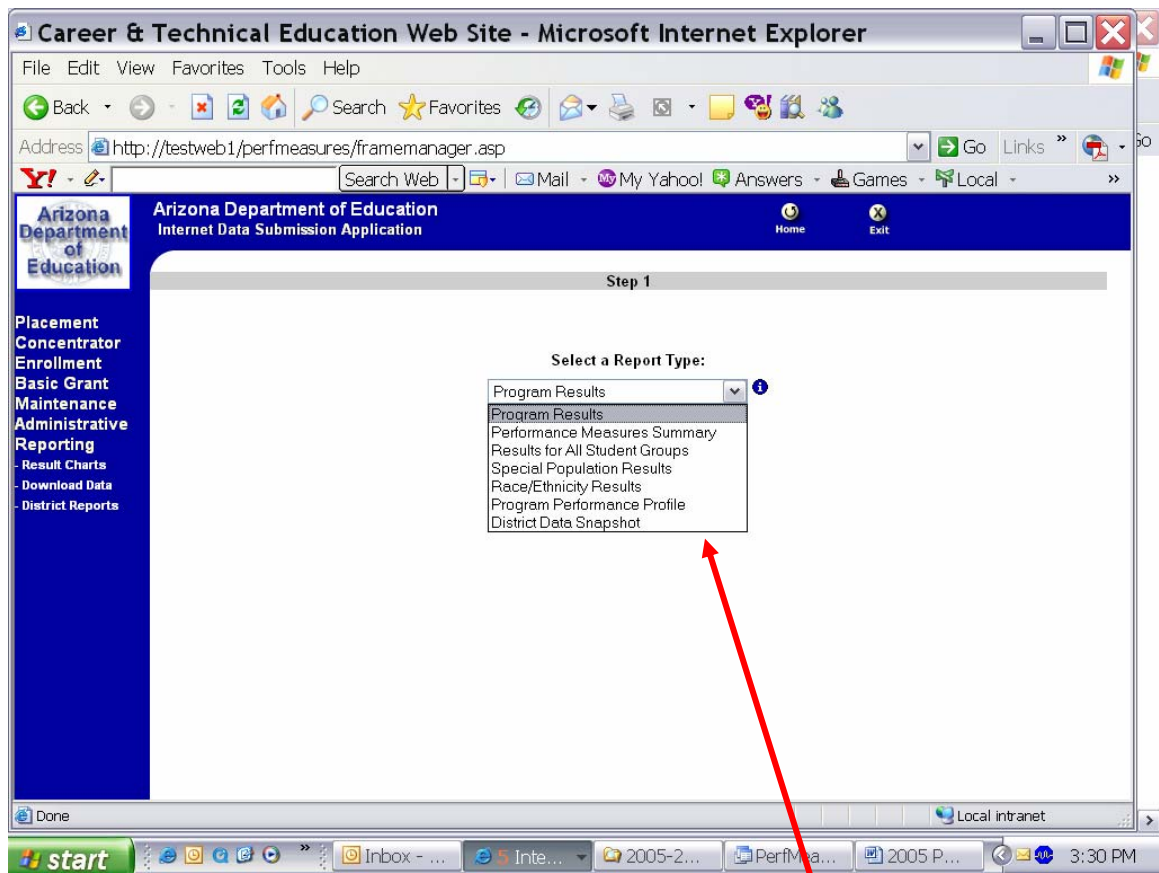 Career & Technical Education Web Site - Microsoft Internet Explorer
File Edit View Favorites Tools Help
Back Search Favorites
Address http://testweb1/perfmeasures/framemanager.asp Go Links »
Go
Y! Search Web Mail My Yahoo! Answers Games Local »
Arizona Department of Education
Arizona Department of Education
Internet Data Submission Application
Home Exit
Step 1
Placement
Concentrator
Enrollment
Basic Grant
Maintenance
Administrative
Reporting
- Result Charts
- Download Data
- District Reports
Select a Report Type:
Program Results
Program Results
Performance Measures Summary
Results for All Student Groups
Special Population Results
Race/Ethnicity Results
Program Performance Profile
District Data Snapshot
Done Local intranet
start » Inbox - ... 5 Inte... 2005-2... PerfMea... 2005 P... 3:30 PM